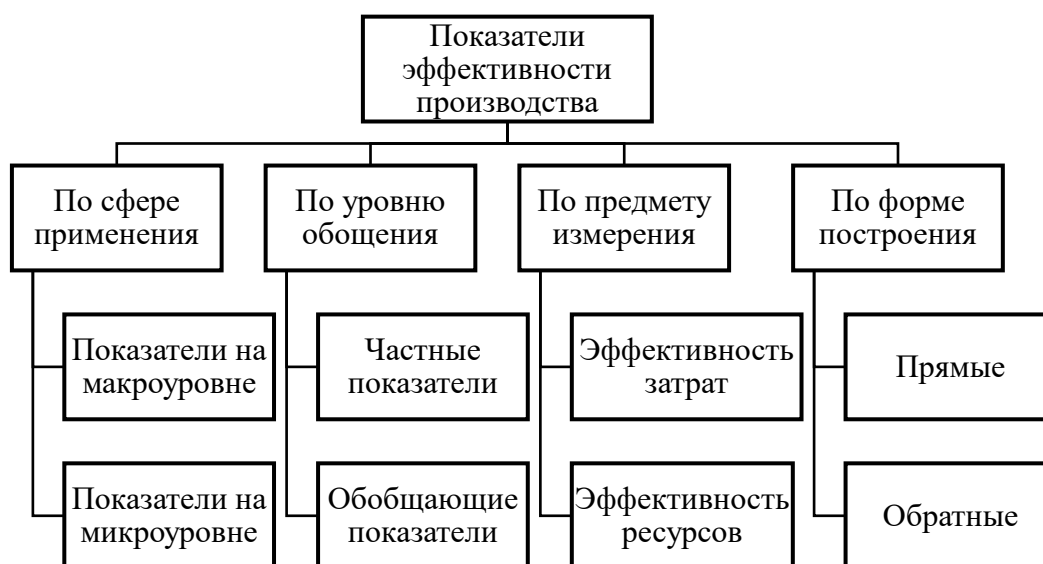 Показатели
эффективности
производства
По сфере
применения
По уровню
обощения
По предмету
измерения
По форме
построения
Показатели на
макроуровне
Частные
показатели
Эффективность
затрат
Прямые
Показатели на
микроуровне
Обобщающие
показатели
Эффективность
ресурсов
Обратные